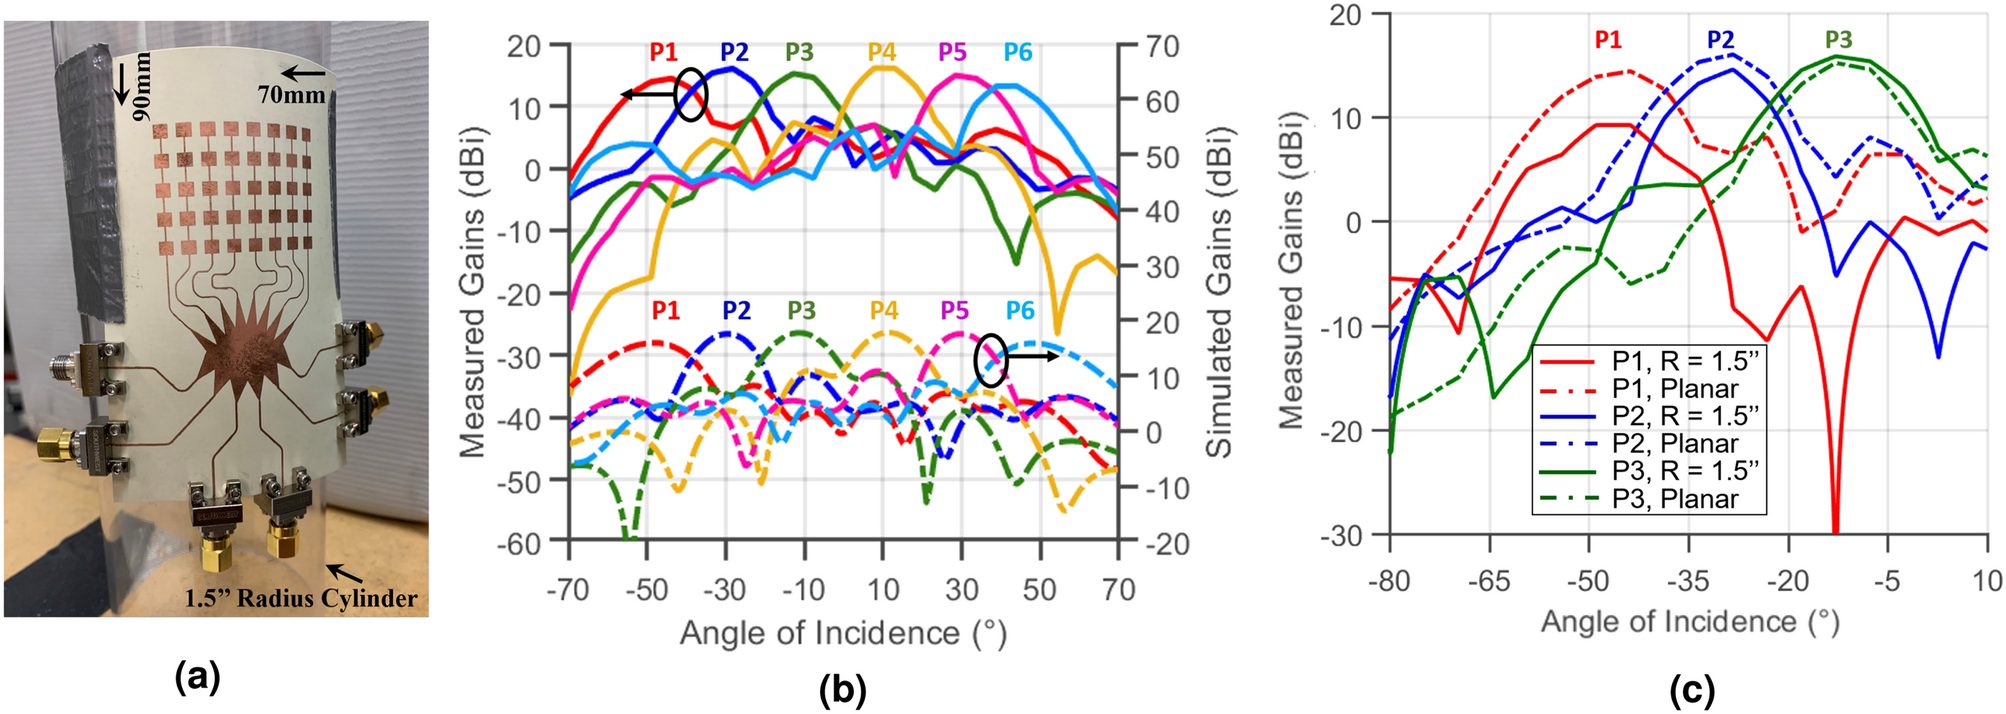 90mm
70mm
1.5” Radius Cylinder
(a)
P1 P2 P3 P4 P5 P6
P1 P2 P3 P4 P5 P6
Measured Gains (dBi)
20
10
0
-10
-20
-30
-40
-50
-60
Simulated Gains (dBi)
70
60
50
40
30
20
10
0
-10
-20
-70 -50 -30 -10 10 30 50 70
Angle of Incidence (°)
(b)
P1 P2 P3
Measured Gains (dBi)
20
10
0
-10
-20
-30
P1, R = 1.5”
P1, Planar
P2, R = 1.5”
P2, Planar
P3, R = 1.5”
P3, Planar
-80 -65 -50 -35 -20 -5 10
Angle of Incidence (°)
(c)